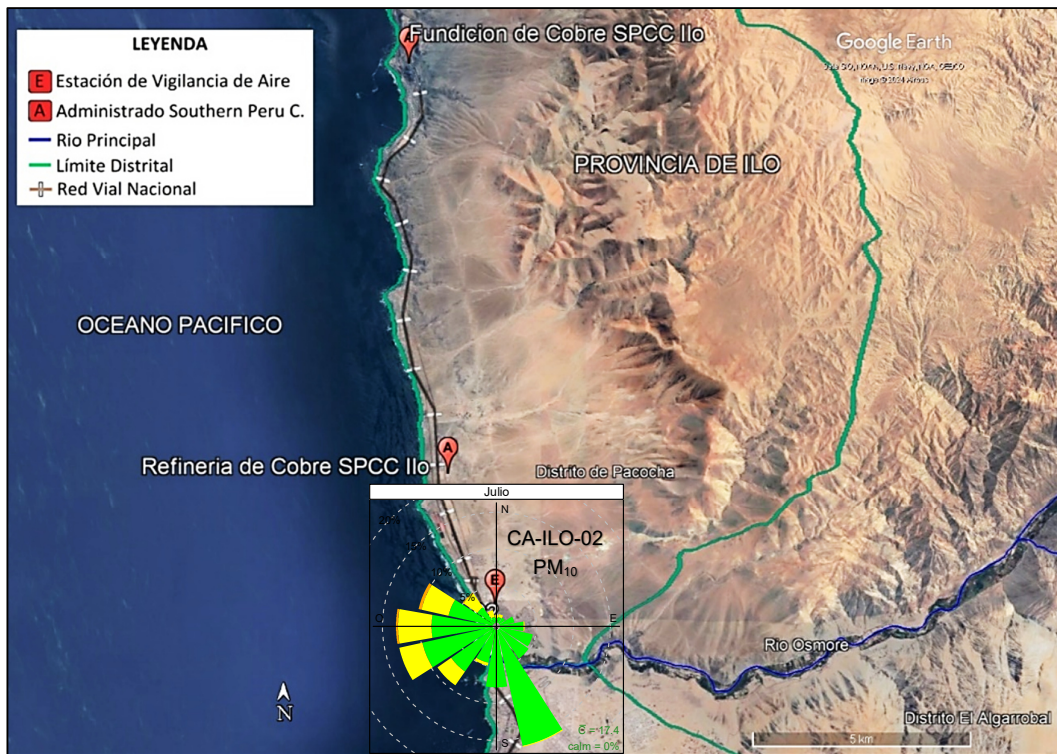 LEYENDA
E Estación de Vigilancia de Aire
A Administrado Southern Peru C.
Rio Principal
Límite Distrital
Red Vial Nacional
A
Fundicion de Cobre SPCC Ilo
Google Earth
PROVINCIA DE ILO
OCEANO PACIFICO
A
Refineria de Cobre SPCC Ilo
Distrito de Pacocha
Julio
N
CA-ILO-02
PM₁₀
E
10%
5%
O
E
S
calm = 0%
Rio Osmore
Distrito El Algarrobal
N
5 km